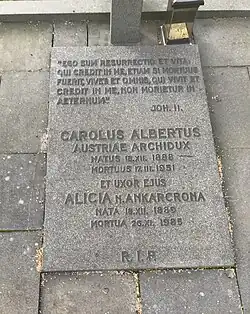 "EGO SUM RESURRECTIO ET VITA:
QUI CREDIT IN ME, ETIAM SI MORTUUS
FUERIT, VIVET ET OMNIS, QUI VIVIT ET
CREDIT IN ME, NON MORIETUR IN
AETERNUM"
JOH. 11.
CAROLUS ALBERTUS
AUSTRIAE ARCHIDUX
NATUS 18.XII. 1888
MORTUUS 17.III. 1951
ET UXOR EJUS
ALICIA N. ANKARCRONA
NATA 18.XII. 1889
MORTUA 26.XI. 1985
R.I.P.